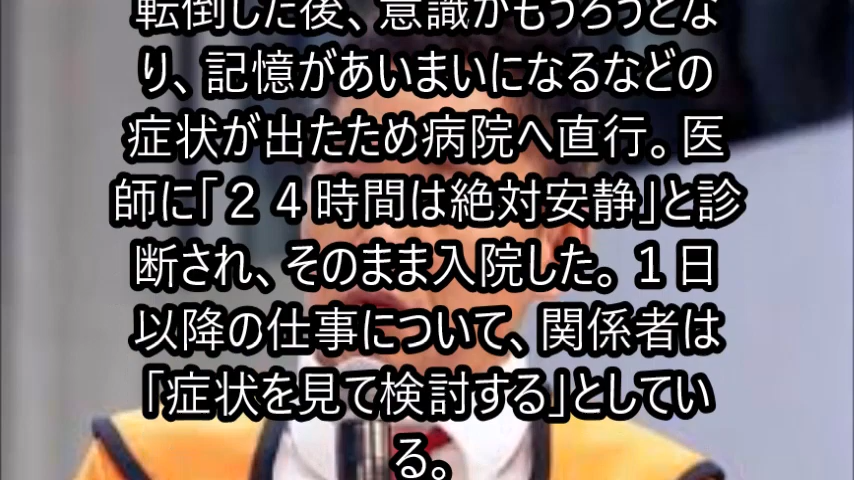 転倒した後、意識がもうろうとな
り、記憶があいまいになるなどの
症状が出たため病院へ直行。医
師に「２４時間は絶対安静」と診
断され、そのまま入院した。１日
以降の仕事について、関係者は
「症状を見て検討する」としてい
る。